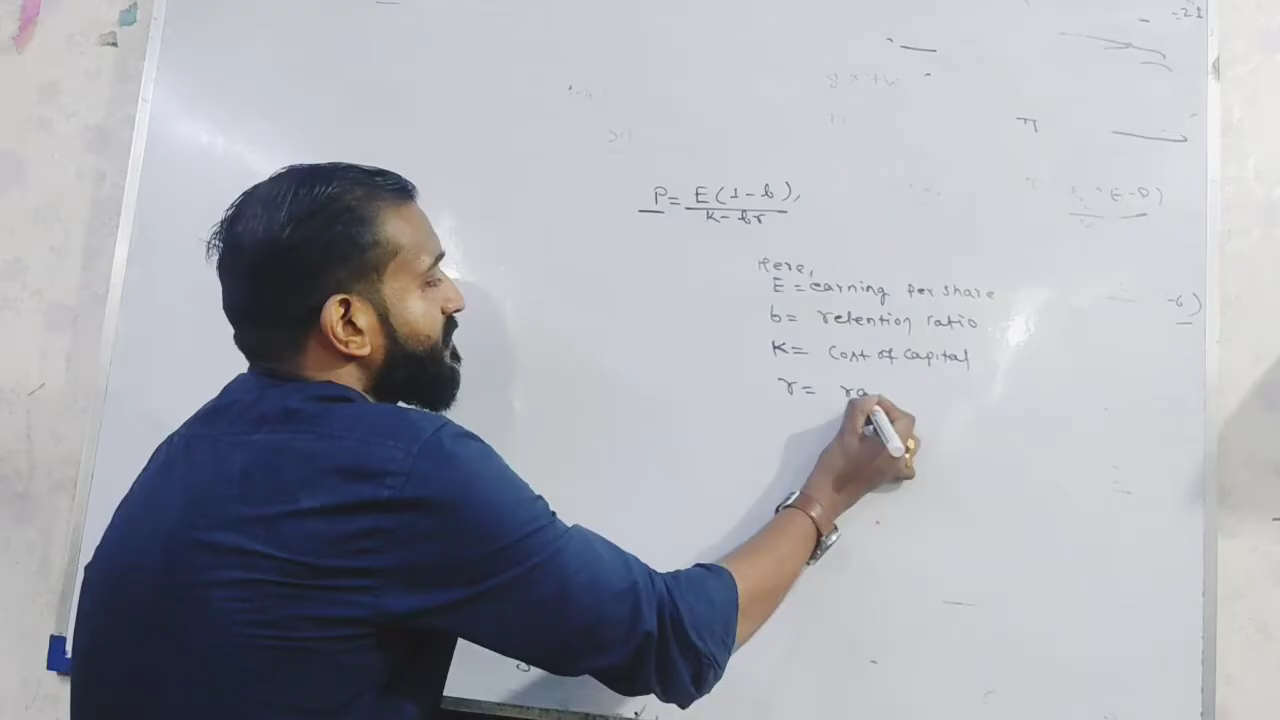 P = E(1-b),
K-br
Here,
E = earning per share
b = retention ratio
K = Cost of Capital
r = ra